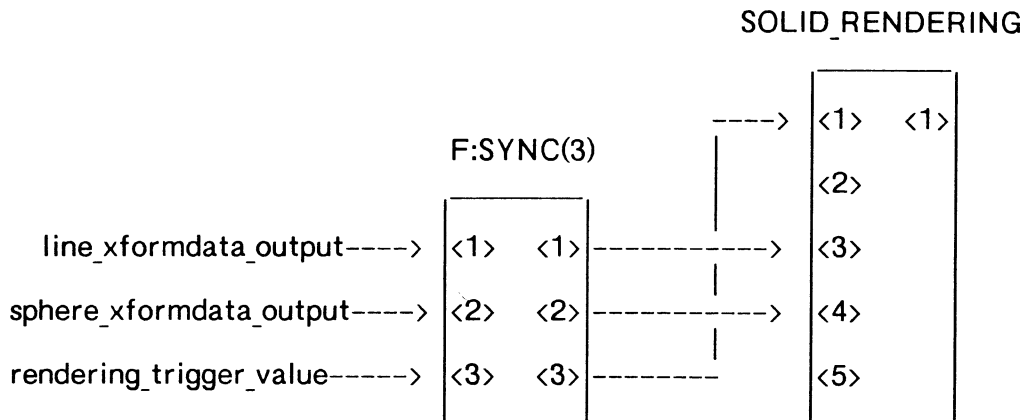 SOLID_RENDERING
----> <1> <1>
F:SYNC(3)
<2>
line_xformdata_output----> <1> <1> -----------> <3>
sphere_xformdata_output----> <2> <2> -----------> <4>
rendering_trigger_value-----> <3> <3> ------- <5>